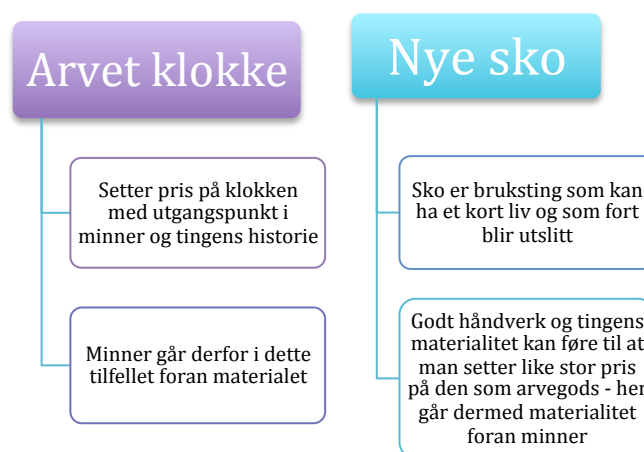 Arvet klokke
Setter pris på klokken
med utgangspunkt i
minner og tingens historie
Minner går derfor i dette
tilfellet foran materialet
Nye sko
Sko er bruksting som kan
ha et kort liv og som fort
blir utslitt
Godt håndverk og tingens
materialitet kan føre til at
man setter like stor pris
på den som arvegods - her
går dermed materialitet
foran minner